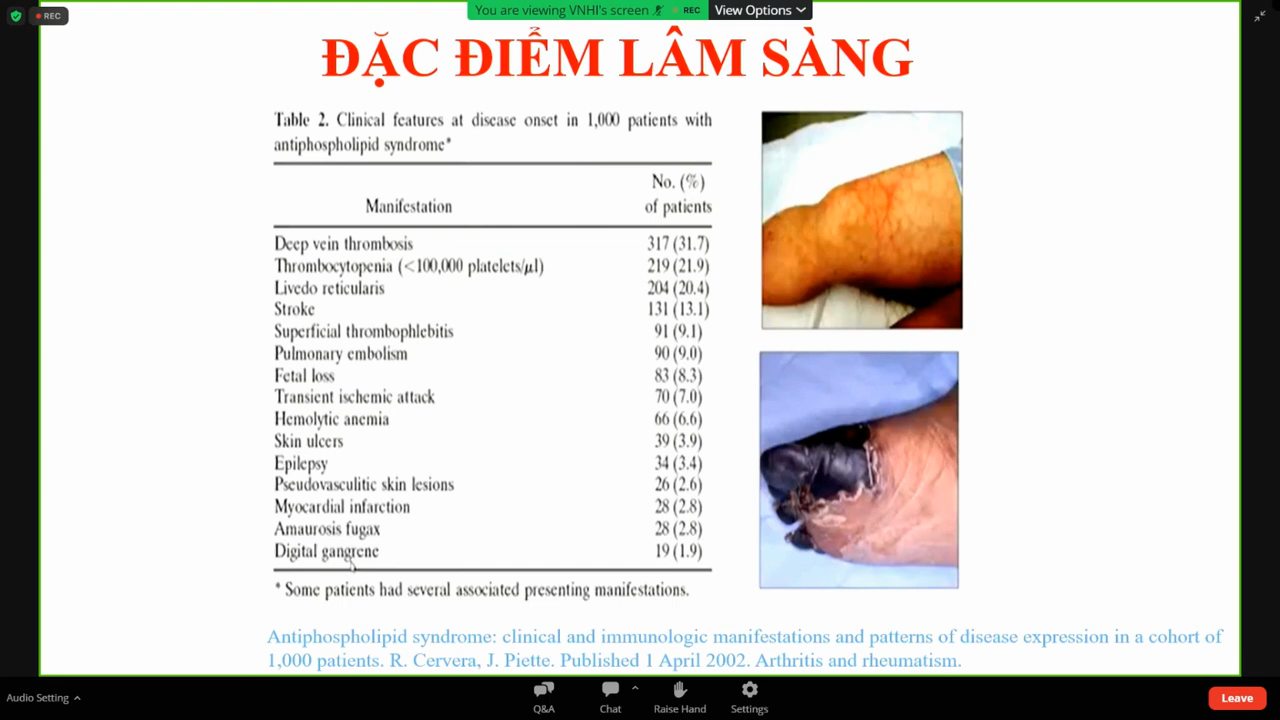 REC
You are viewing VNHI's screen
REC
View Options
ĐẶC ĐIỂM LÂM SÀNG
Table 2. Clinical features at disease onset in 1,000 patients with
antiphospholipid syndrome*
No. (%)
Manifestation of patients
Deep vein thrombosis 317 (31.7)
Thrombocytopenia (<100,000 platelets/μl) 219 (21.9)
Livedo reticularis 204 (20.4)
Stroke 131 (13.1)
Superficial thrombophlebitis 91 (9.1)
Pulmonary embolism 90 (9.0)
Fetal loss 83 (8.3)
Transient ischemic attack 70 (7.0)
Hemolytic anemia 66 (6.6)
Skin ulcers 39 (3.9)
Epilepsy 34 (3.4)
Pseudovasculitic skin lesions 26 (2.6)
Myocardial infarction 28 (2.8)
Amaurosis fugax 28 (2.8)
Digital gangrene 19 (1.9)
* Some patients had several associated presenting manifestations.
Antiphospholipid syndrome: clinical and immunologic manifestations and patterns of disease expression in a cohort of
1,000 patients. R. Cervera, J. Piette. Published 1 April 2002. Arthritis and rheumatism.
Audio Setting
Q&A
Chat
Raise Hand
Settings
Leave